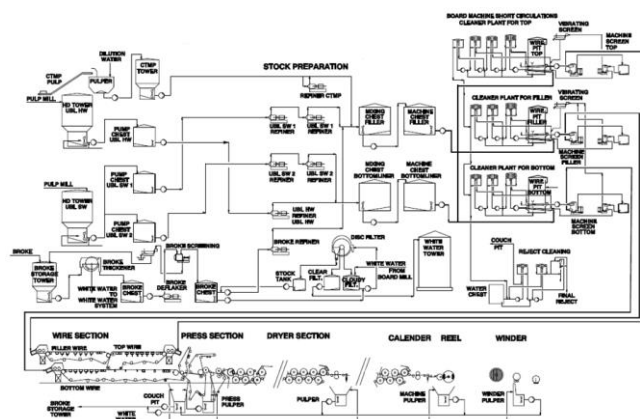 BOARD MACHINE SHORT CIRCULATIONS
CLEANER PLANT FOR TOP
VIBRATING
SCREEN
MACHINE
SCREEN
TOP
WIRE
PIT
TOP
DILUTION
WATER
CTMP
PULP
PULPER
CTMP
TOWER
PULP MILL
STOCK PREPARATION
REFINER CTMP
HD TOWER
UBL HW
PUMP
CHEST
UBL HW
UBL SW 1
REFINER
UBL SW 1
REFINER
MIXING
CHEST
FILLER
MACHINE
CHEST
FILLER
CLEANER PLANT FOR FILLER
VIBRATING
SCREEN
WIRE
PIT
FILLER
MACHINE
SCREEN
FILLER
PULP MILL
PUMP
CHEST
UBL SW 1
UBL SW 2
REFINER
UBL SW 2
REFINER
MIXING
CHEST
BOTTOMLINER
MACHINE
CHEST
BOTTOMLINER
CLEANER PLANT FOR BOTTOM
WIRE
PIT
BOTTOM
MACHINE
SCREEN
BOTTOM
HD TOWER
UBL SW
PUMP
CHEST
UBL SW 2
UBL HW
REFINER
UBL HW
BROKE
BROKE
STORAGE
TOWER
BROKE
THICKENER
BROKE SCREENING
WHITE WATER
TO
WHITE WATER SYSTEM
BROKE
CHEST
BROKE
DEFLAKER
BROKE CHEST
BROKE REFINER
DISC FILTER
STOCK
TANK
CLEAR
FILT.
CLOUDY
FILT.
WHITE WATER
FROM
BOARD MILL
WHITE
WATER
TOWER
COUCH
PIT
REJECT CLEANING
WATER
CHEST
FINAL
REJECT
WIRE SECTION
PRESS SECTION
DRYER SECTION
CALENDER
REEL
WINDER
FILLER WIRE
TOP WIRE
BOTTOM WIRE
BROKE
STORAGE
TOWER
WHITE
COUCH
PIT
PRESS
PULPER
PULPER
MACHINE
PULPER
WINDER
PULPER